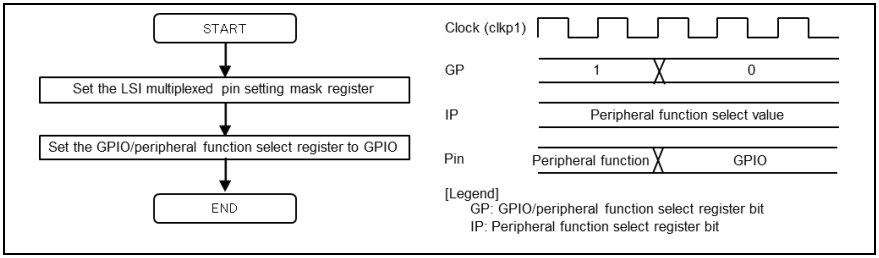 START
Set the LSI multiplexed pin setting mask register
Set the GPIO/peripheral function select register to GPIO
END
Clock (clkp1)
GP
1
0
IP
Peripheral function select value
Pin
Peripheral function
GPIO
[Legend]
GP: GPIO/peripheral function select register bit
IP: Peripheral function select register bit